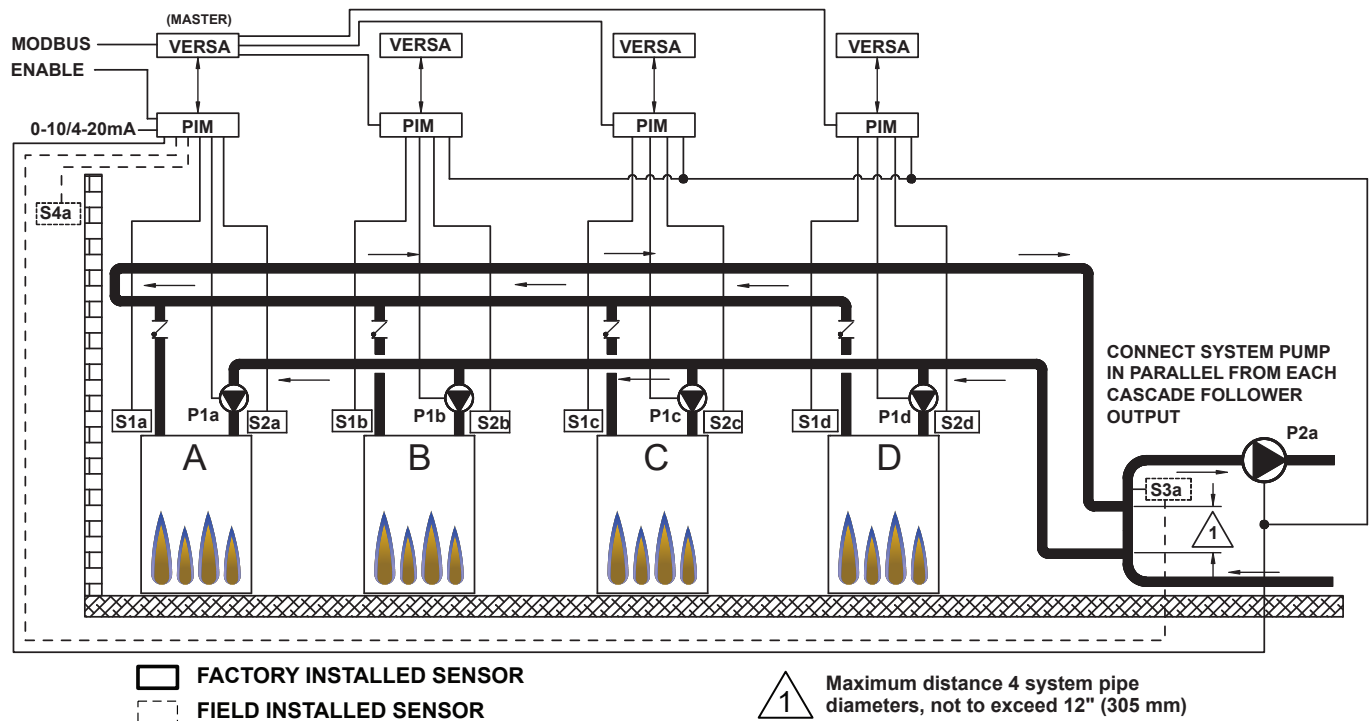 (MASTER)
MODBUS
VERSA
VERSA
VERSA
VERSA
ENABLE
0-10/4-20mA
PIM
PIM
PIM
PIM
S4a
CONNECT SYSTEM PUMP
IN PARALLEL FROM EACH
CASCADE FOLLOWER
OUTPUT
S1a
P1a
S2a
S1b
P1b
S2b
S1c
P1c
S2c
S1d
P1d
S2d
P2a
A
B
C
D
S3a
1
FACTORY INSTALLED SENSOR
FIELD INSTALLED SENSOR
1
Maximum distance 4 system pipe
diameters, not to exceed 12" (305 mm)